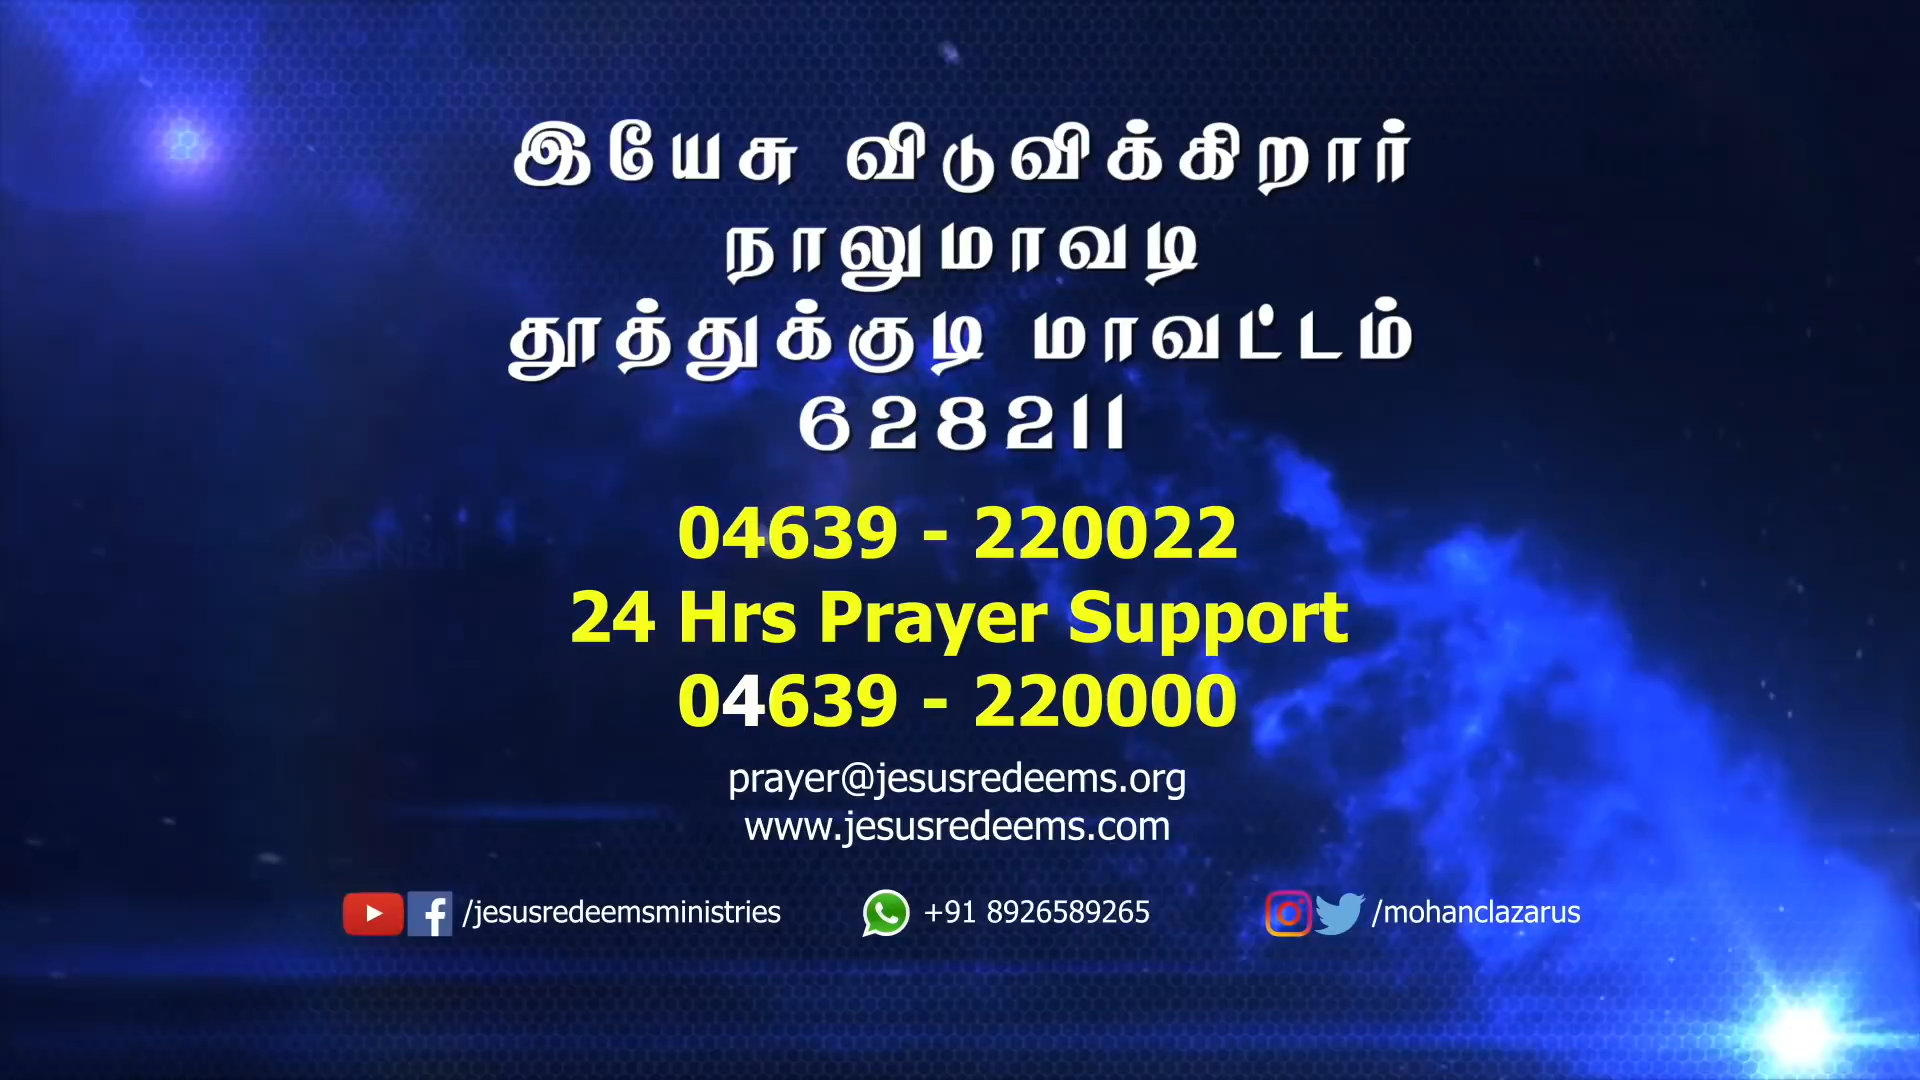 இயேசு விடுவிக்கிறார்
நாலுமாவடி
தூத்துக்குடி மாவட்டம்
628211
04639 - 220022
24 Hrs Prayer Support
04639 - 220000
prayer@jesusredeems.org
www.jesusredeems.com
/jesusredeemsministries +91 8926589265 /mohanclazarus